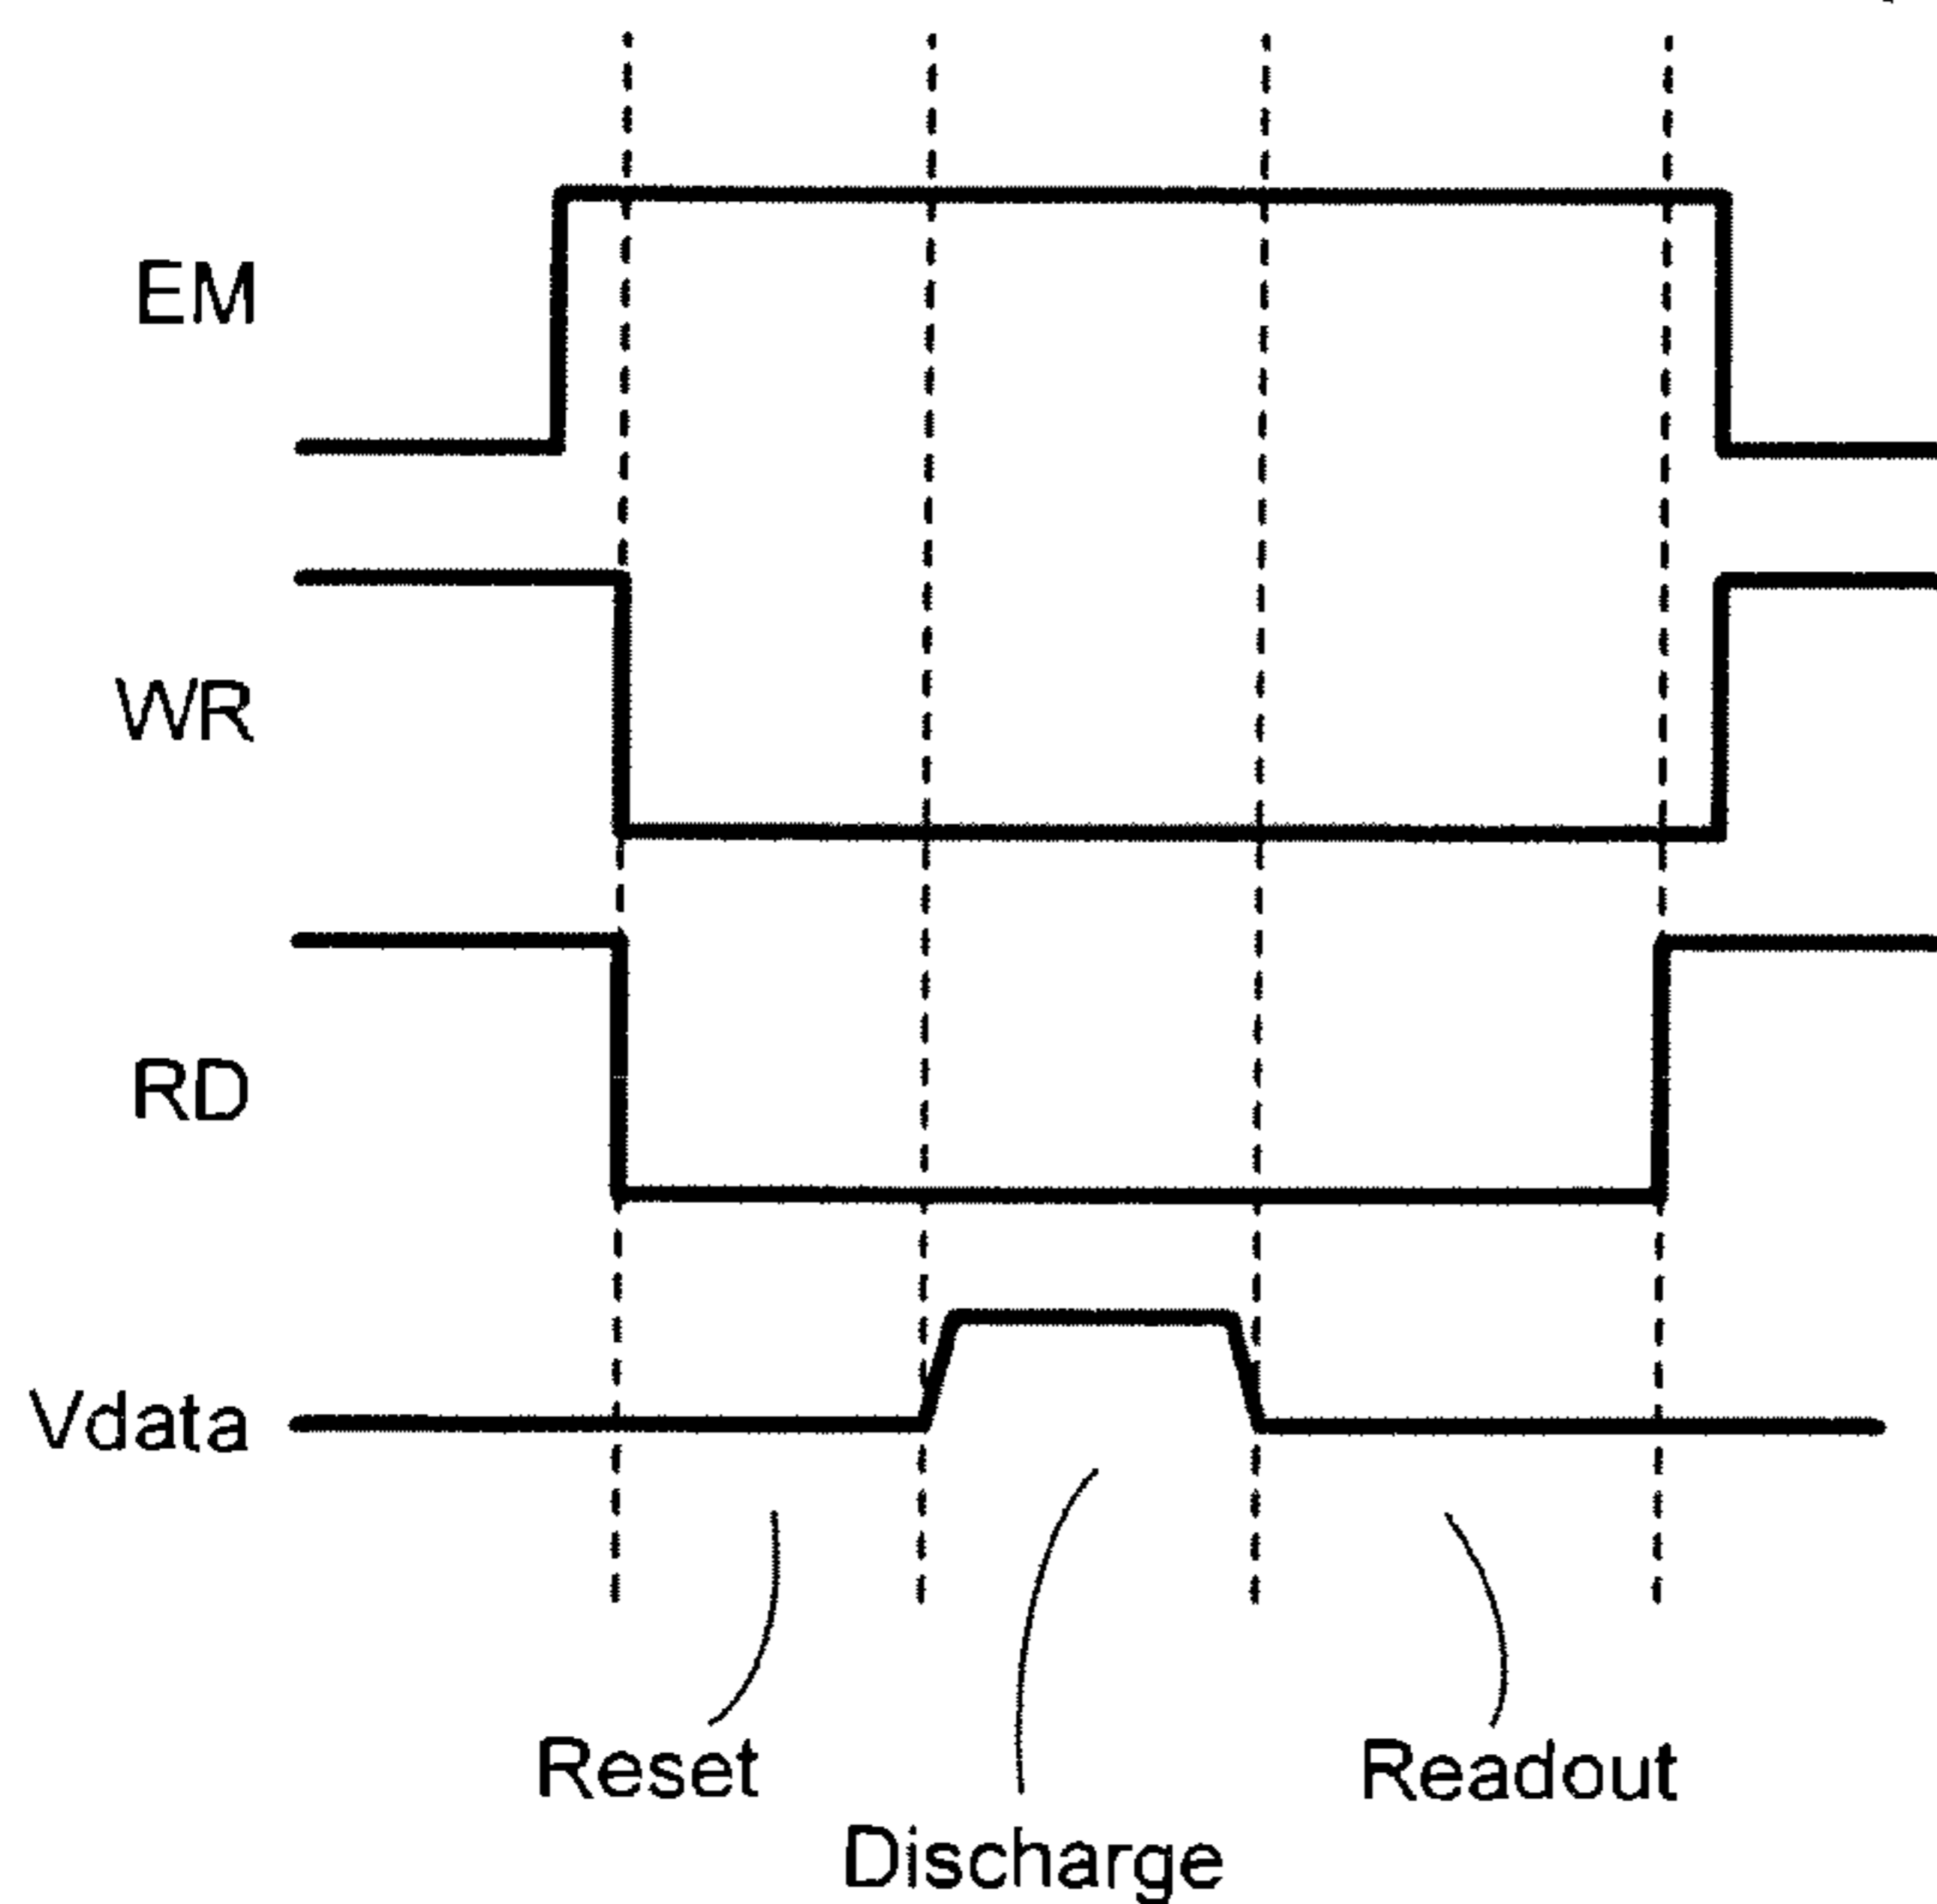 EM
WR
RD
Vdata
Reset
Readout
Discharge